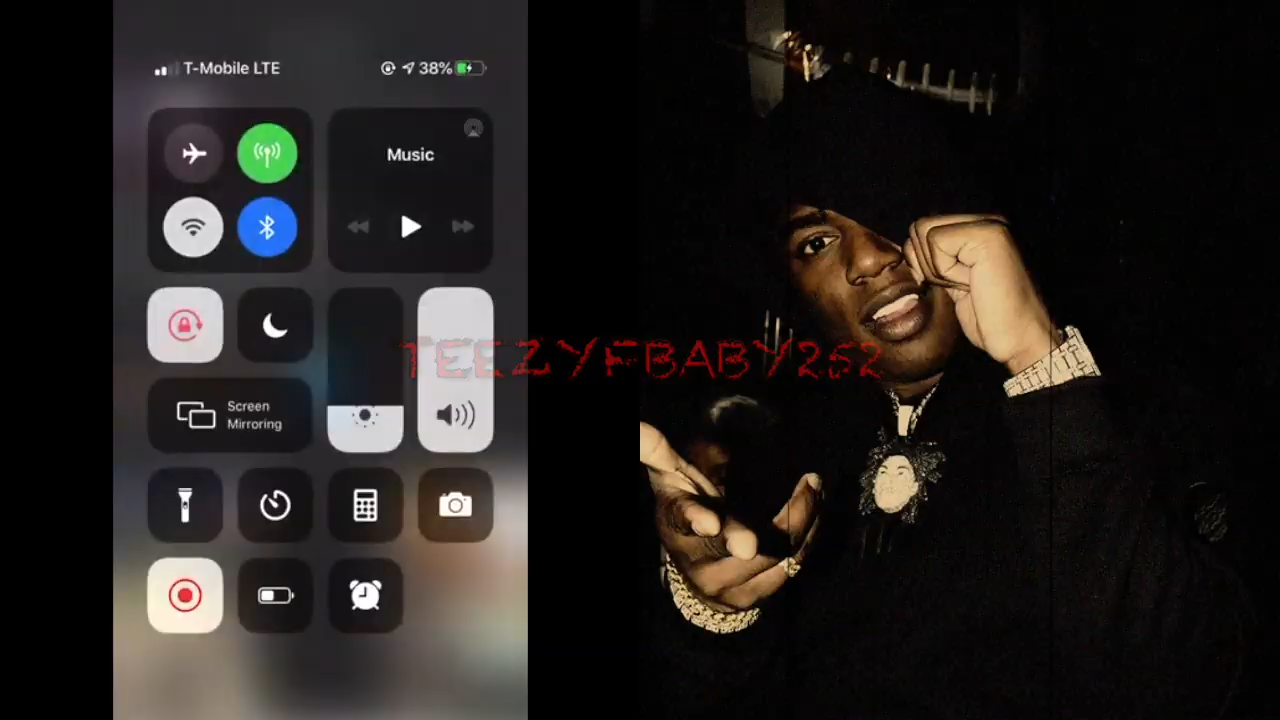 T-Mobile LTE
38%
Music
TEEZYFBABY252
Screen
Mirroring